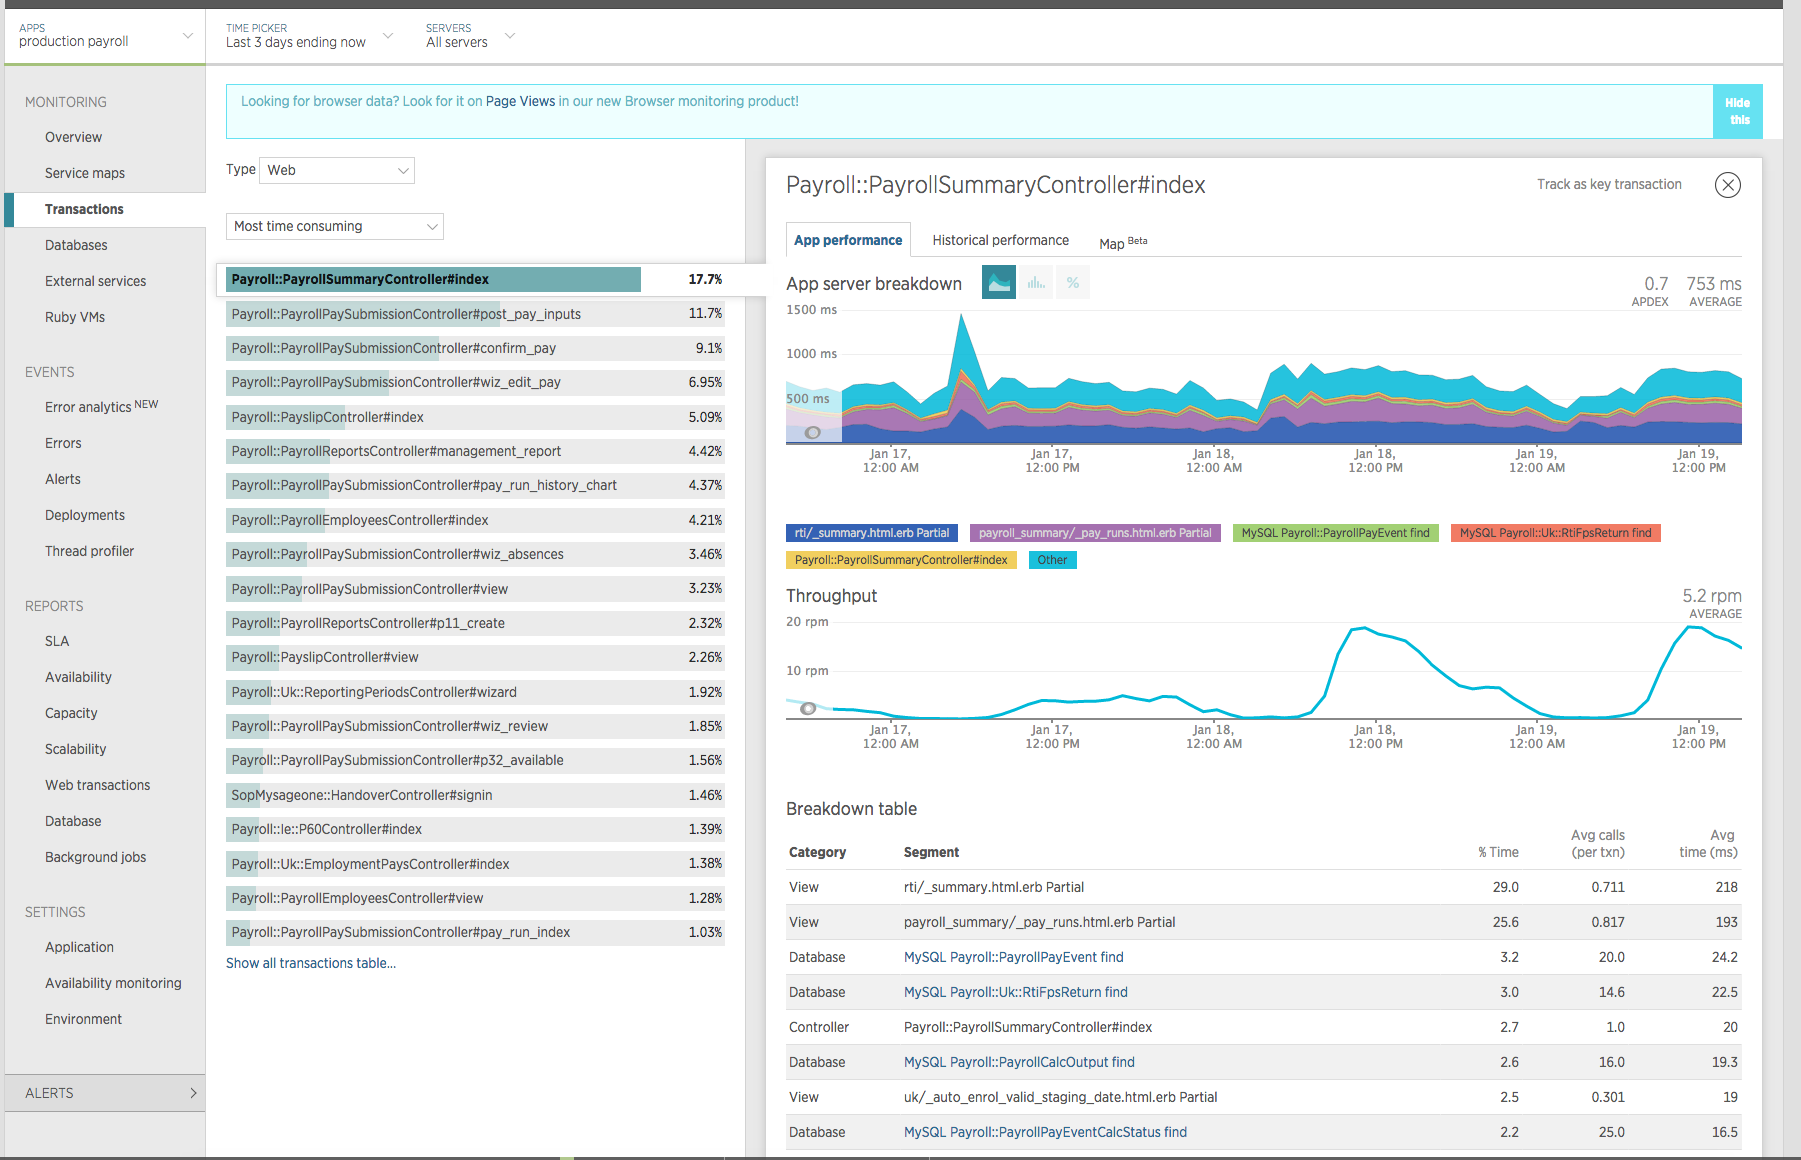 APPS
production payroll
TIME PICKER
Last 3 days ending now
SERVERS
All servers
MONITORING
Overview
Service maps
Transactions
Databases
External services
Ruby VMs
EVENTS
Error analytics NEW
Errors
Alerts
Deployments
Thread profiler
REPORTS
SLA
Availability
Capacity
Scalability
Web transactions
Database
Background jobs
SETTINGS
Application
Availability monitoring
Environment
ALERTS
Looking for browser data? Look for it on Page Views in our new Browser monitoring product!
Hide
this
Type Web
Most time consuming
Payroll::PayrollSummaryController#index 17.7%
Payroll::PayrollPaySubmissionController#post_pay_inputs 11.7%
Payroll::PayrollPaySubmissionController#confirm_pay 9.1%
Payroll::PayrollPaySubmissionController#wiz_edit_pay 6.95%
Payroll::PayslipController#index 5.09%
Payroll::PayrollReportsController#management_report 4.42%
Payroll::PayrollPaySubmissionController#pay_run_history_chart 4.37%
Payroll::PayrollEmployeesController#index 4.21%
Payroll::PayrollPaySubmissionController#wiz_absences 3.46%
Payroll::PayrollPaySubmissionController#view 3.23%
Payroll::PayrollReportsController#p11_create 2.32%
Payroll::PayslipController#view 2.26%
Payroll::Uk::ReportingPeriodsController#wizard 1.92%
Payroll::PayrollPaySubmissionController#wiz_review 1.85%
Payroll::PayrollPaySubmissionController#p32_available 1.56%
SopMysageone::HandoverController#signin 1.46%
Payroll::Ie::P60Controller#index 1.39%
Payroll::Uk::EmploymentPaysController#index 1.38%
Payroll::PayrollEmployeesController#view 1.28%
Payroll::PayrollPaySubmissionController#pay_run_index 1.03%
Show all transactions table...
Payroll::PayrollSummaryController#index
Track as key transaction
App performance Historical performance Map Beta
App server breakdown %
0.7 753 ms
APDEX AVERAGE
1500 ms
1000 ms
500 ms
Jan 17, Jan 17, Jan 18, Jan 18, Jan 19, Jan 19,
12:00 AM 12:00 PM 12:00 AM 12:00 PM 12:00 AM 12:00 PM
rti/_summary.html.erb Partial payroll_summary/_pay_runs.html.erb Partial MySQL Payroll::PayrollPayEvent find MySQL Payroll::Uk::RtiFpsReturn find
Payroll::PayrollSummaryController#index Other
Throughput
5.2 rpm
AVERAGE
20 rpm
10 rpm
Jan 17, Jan 17, Jan 18, Jan 18, Jan 19, Jan 19,
12:00 AM 12:00 PM 12:00 AM 12:00 PM 12:00 AM 12:00 PM
Breakdown table
Category Segment % Time Avg calls (per txn) Avg time (ms)
View rti/_summary.html.erb Partial 29.0 0.711 218
View payroll_summary/_pay_runs.html.erb Partial 25.6 0.817 193
Database MySQL Payroll::PayrollPayEvent find 3.2 20.0 24.2
Database MySQL Payroll::Uk::RtiFpsReturn find 3.0 14.6 22.5
Controller Payroll::PayrollSummaryController#index 2.7 1.0 20
Database MySQL Payroll::PayrollCalcOutput find 2.6 16.0 19.3
View uk/_auto_enrol_valid_staging_date.html.erb Partial 2.5 0.301 19
Database MySQL Payroll::PayrollPayEventCalcStatus find 2.2 25.0 16.5